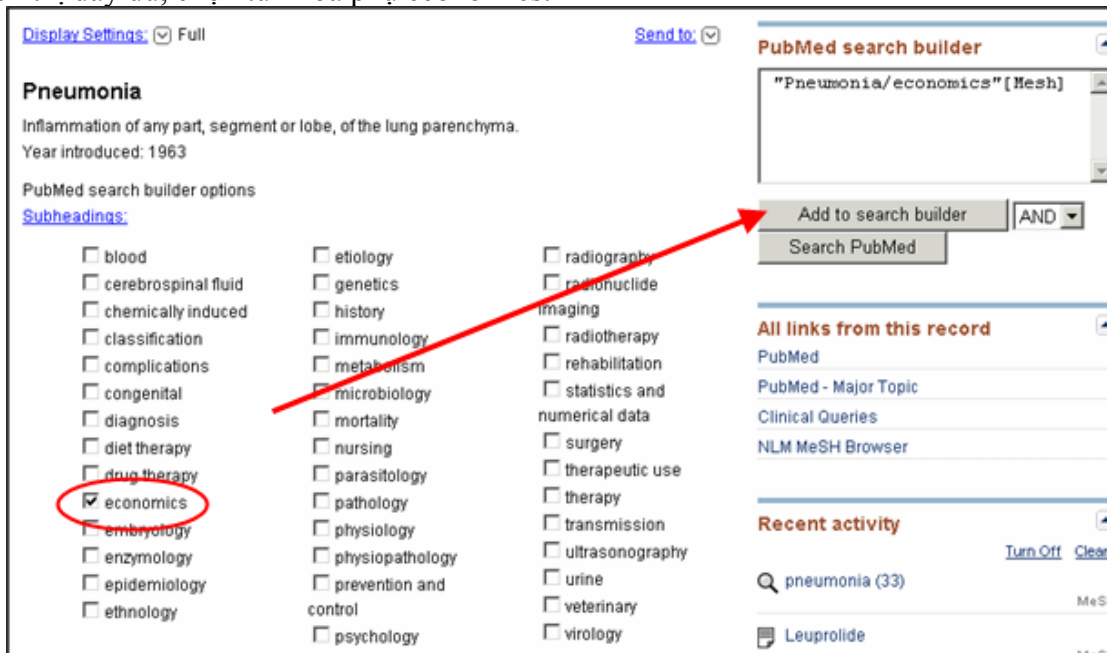 Display Settings: Full
Send to:
Pneumonia
Inflammation of any part, segment or lobe, of the lung parenchyma.
Year introduced: 1963
PubMed search builder options
Subheadings:
blood
cerebrospinal fluid
chemically induced
classification
complications
congenital
diagnosis
diet therapy
drug therapy
economics
embryology
enzymology
epidemiology
ethnology
etiology
genetics
history
immunology
metabolism
microbiology
mortality
nursing
parasitology
pathology
physiology
physiopathology
prevention and
control
psychology
radiography
radionuclide
imaging
radiotherapy
rehabilitation
statistics and
numerical data
surgery
therapeutic use
therapy
transmission
ultrasonography
urine
veterinary
virology
PubMed search builder
"Pneumonia/economics"[Mesh]
Add to search builder AND
Search PubMed
All links from this record
PubMed
PubMed - Major Topic
Clinical Queries
NLM MeSH Browser
Recent activity
Turn Off Clear
pneumonia (33)
MeS
Leuprolide